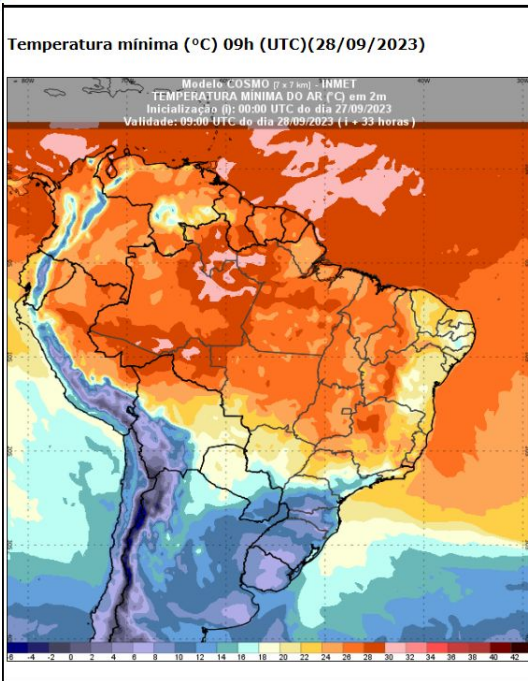 Temperatura mínima (°C) 09h (UTC)(28/09/2023)
Modelo COSMO [7 x 7 km] - INMET
TEMPERATURA MÍNIMA DO AR (°C) em 2m
Inicialização (i): 00:00 UTC do dia 27/09/2023
Validade: 09:00 UTC do dia 28/09/2023 ( i + 33 horas )
-6 -4 -2 0 2 4 6 8 10 12 14 16 18 20 22 24 26 28 30 32 34 36 38 40 42